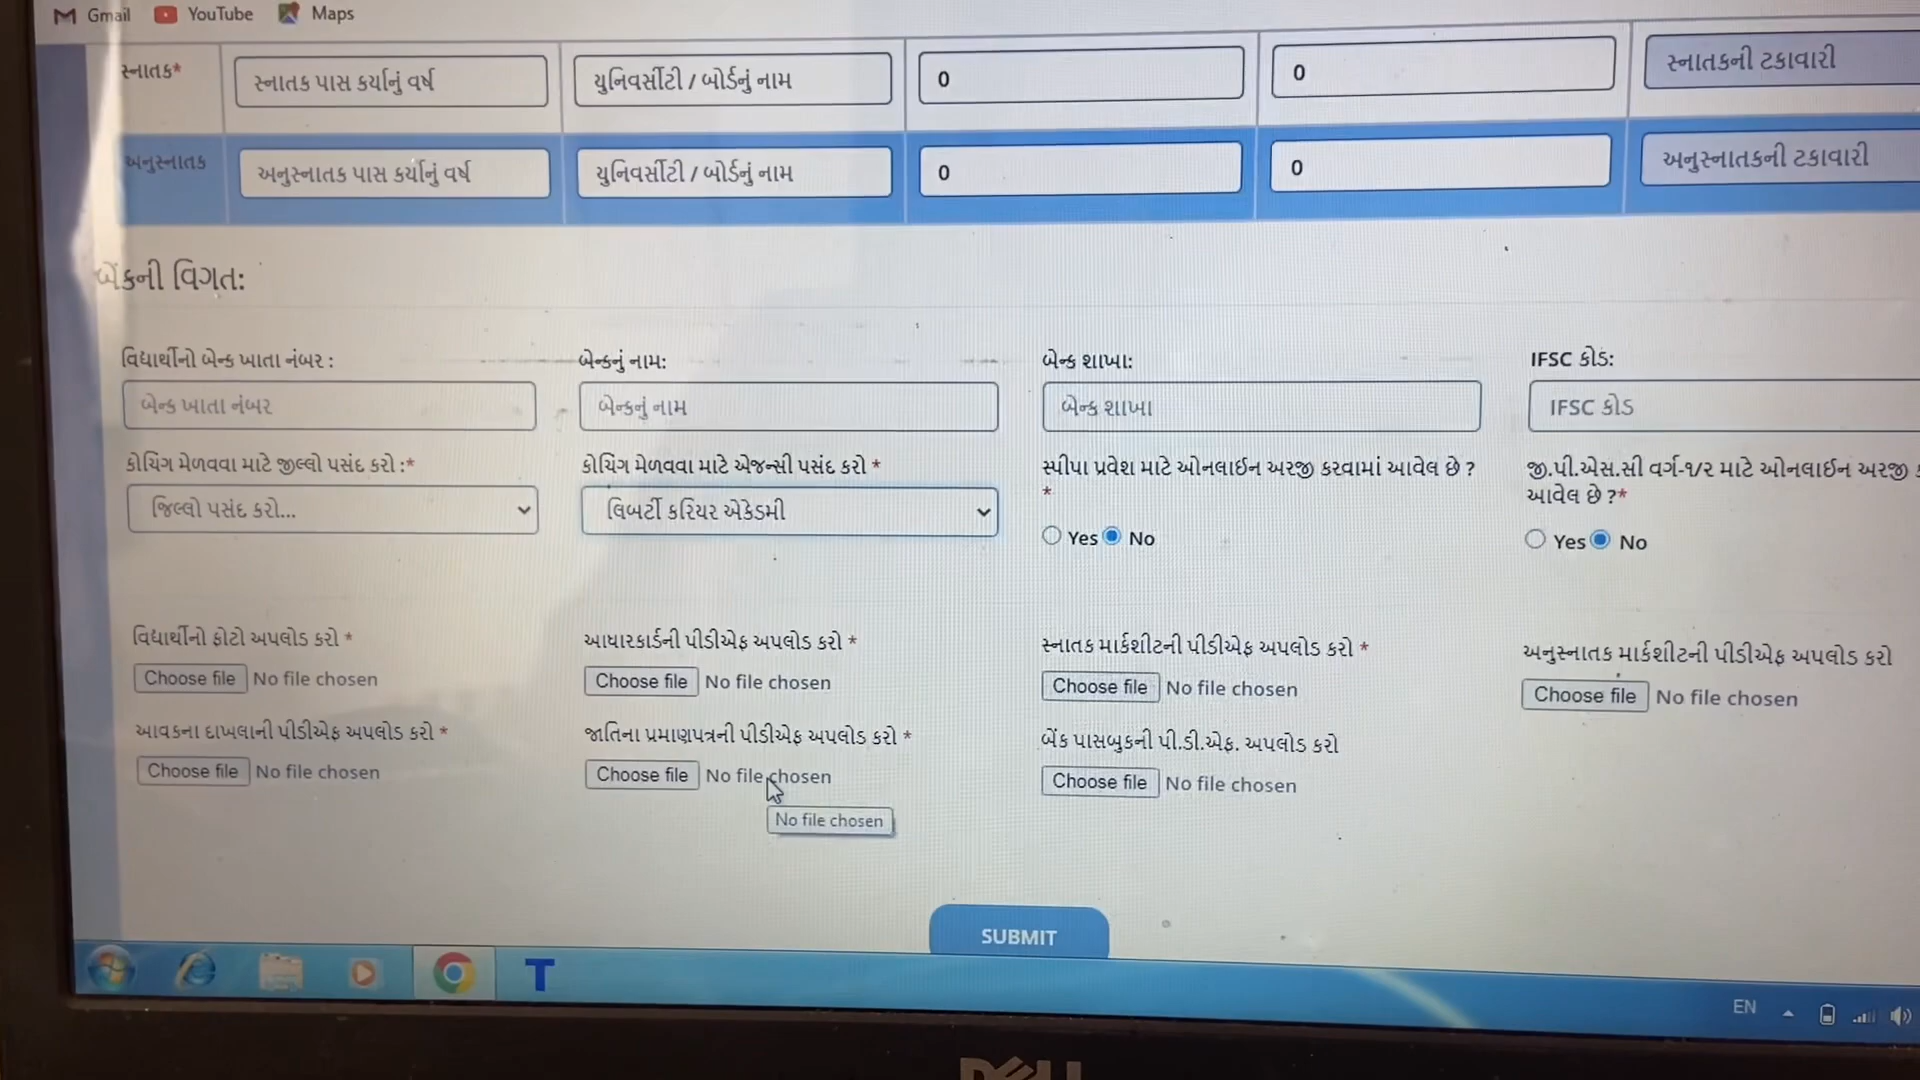 Gmail YouTube Maps
સ્નાતક* સ્નાતક પાસ કર્યાનું વર્ષ યુનિવર્સીટી / બોર્ડનું નામ 0 0 સ્નાતકની ટકાવારી
અનુસ્નાતક અનુસ્નાતક પાસ કર્યાનું વર્ષ યુનિવર્સીટી / બોર્ડનું નામ 0 0 અનુસ્નાતકની ટકાવારી
બેંકની વિગત:
વિદ્યાર્થીનો બેન્ક ખાતા નંબર : બેન્કનું નામ: બેન્ક શાખા: IFSC કોડ:
બેન્ક ખાતા નંબર બેન્કનું નામ બેન્ક શાખા IFSC કોડ
કોચિંગ મેળવવા માટે જીલ્લો પસંદ કરો :* કોચિંગ મેળવવા માટે એજન્સી પસંદ કરો * સ્પીપા પ્રવેશ માટે ઓનલાઈન અરજી કરવામાં આવેલ છે ? જી.પી.એસ.સી વર્ગ-૧/૨ માટે ઓનલાઈન અરજી
* આવેલ છે ?*
જિલ્લો પસંદ કરો... લિબર્ટી કરિયર એકેડમી Yes No Yes No
વિદ્યાર્થીનો ફોટો અપલોડ કરો * આધારકાર્ડની પીડીએફ અપલોડ કરો * સ્નાતક માર્કશીટની પીડીએફ અપલોડ કરો * અનુસ્નાતક માર્કશીટની પીડીએફ અપલોડ કરો
Choose file No file chosen Choose file No file chosen Choose file No file chosen Choose file No file chosen
આવકના દાખલાની પીડીએફ અપલોડ કરો * જાતિના પ્રમાણપત્રની પીડીએફ અપલોડ કરો * બેંક પાસબુકની પી.ડી.એફ. અપલોડ કરો
Choose file No file chosen Choose file No file chosen Choose file No file chosen
No file chosen
SUBMIT
T
EN
DELL